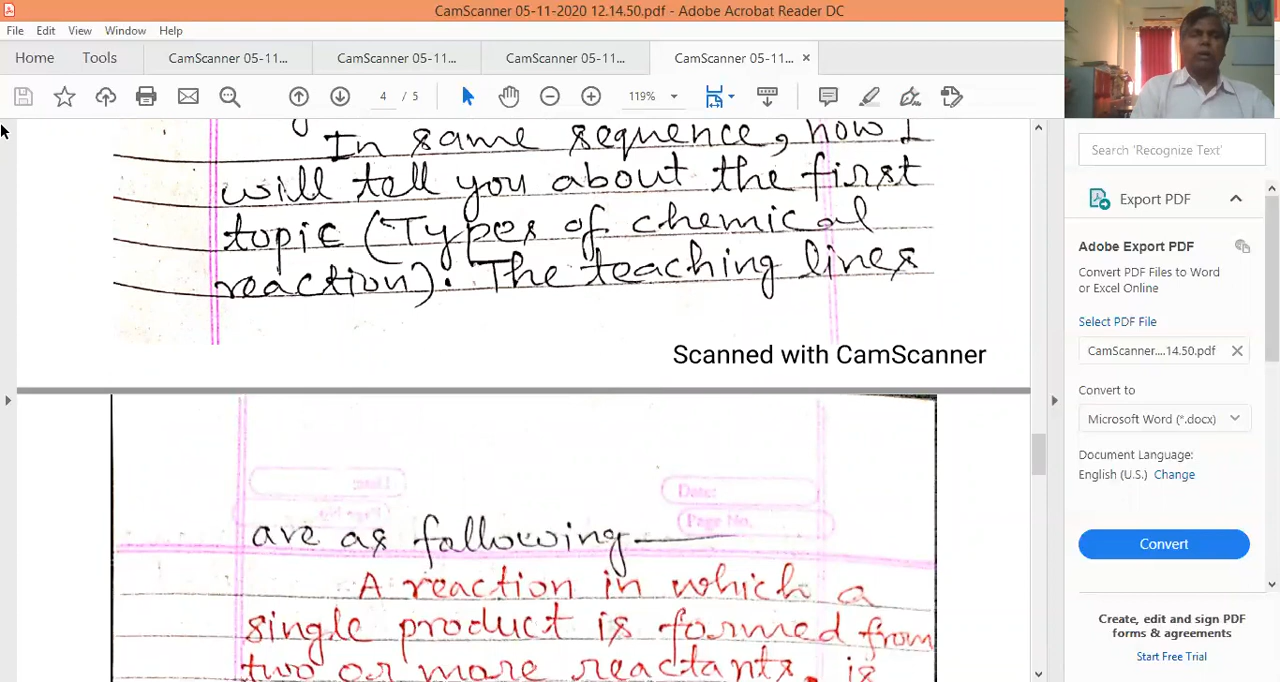 CamScanner 05-11-2020 12.14.50.pdf - Adobe Acrobat Reader DC
File Edit View Window Help
Home Tools CamScanner 05-11... CamScanner 05-11... CamScanner 05-11... CamScanner 05-11... ×
4 / 5 119%
In same sequence, now I
will tell you about the first
topic (Types of chemical
reaction). The teaching lines
Scanned with CamScanner
Date:
Page No.
are as following
A reaction in which a
single product is formed from
two or more reactants, is
Search 'Recognize Text'
Export PDF
Adobe Export PDF
Convert PDF Files to Word
or Excel Online
Select PDF File
CamScanner....14.50.pdf
Convert to
Microsoft Word (*.docx)
Document Language:
English (U.S.) Change
Convert
Create, edit and sign PDF
forms & agreements
Start Free Trial